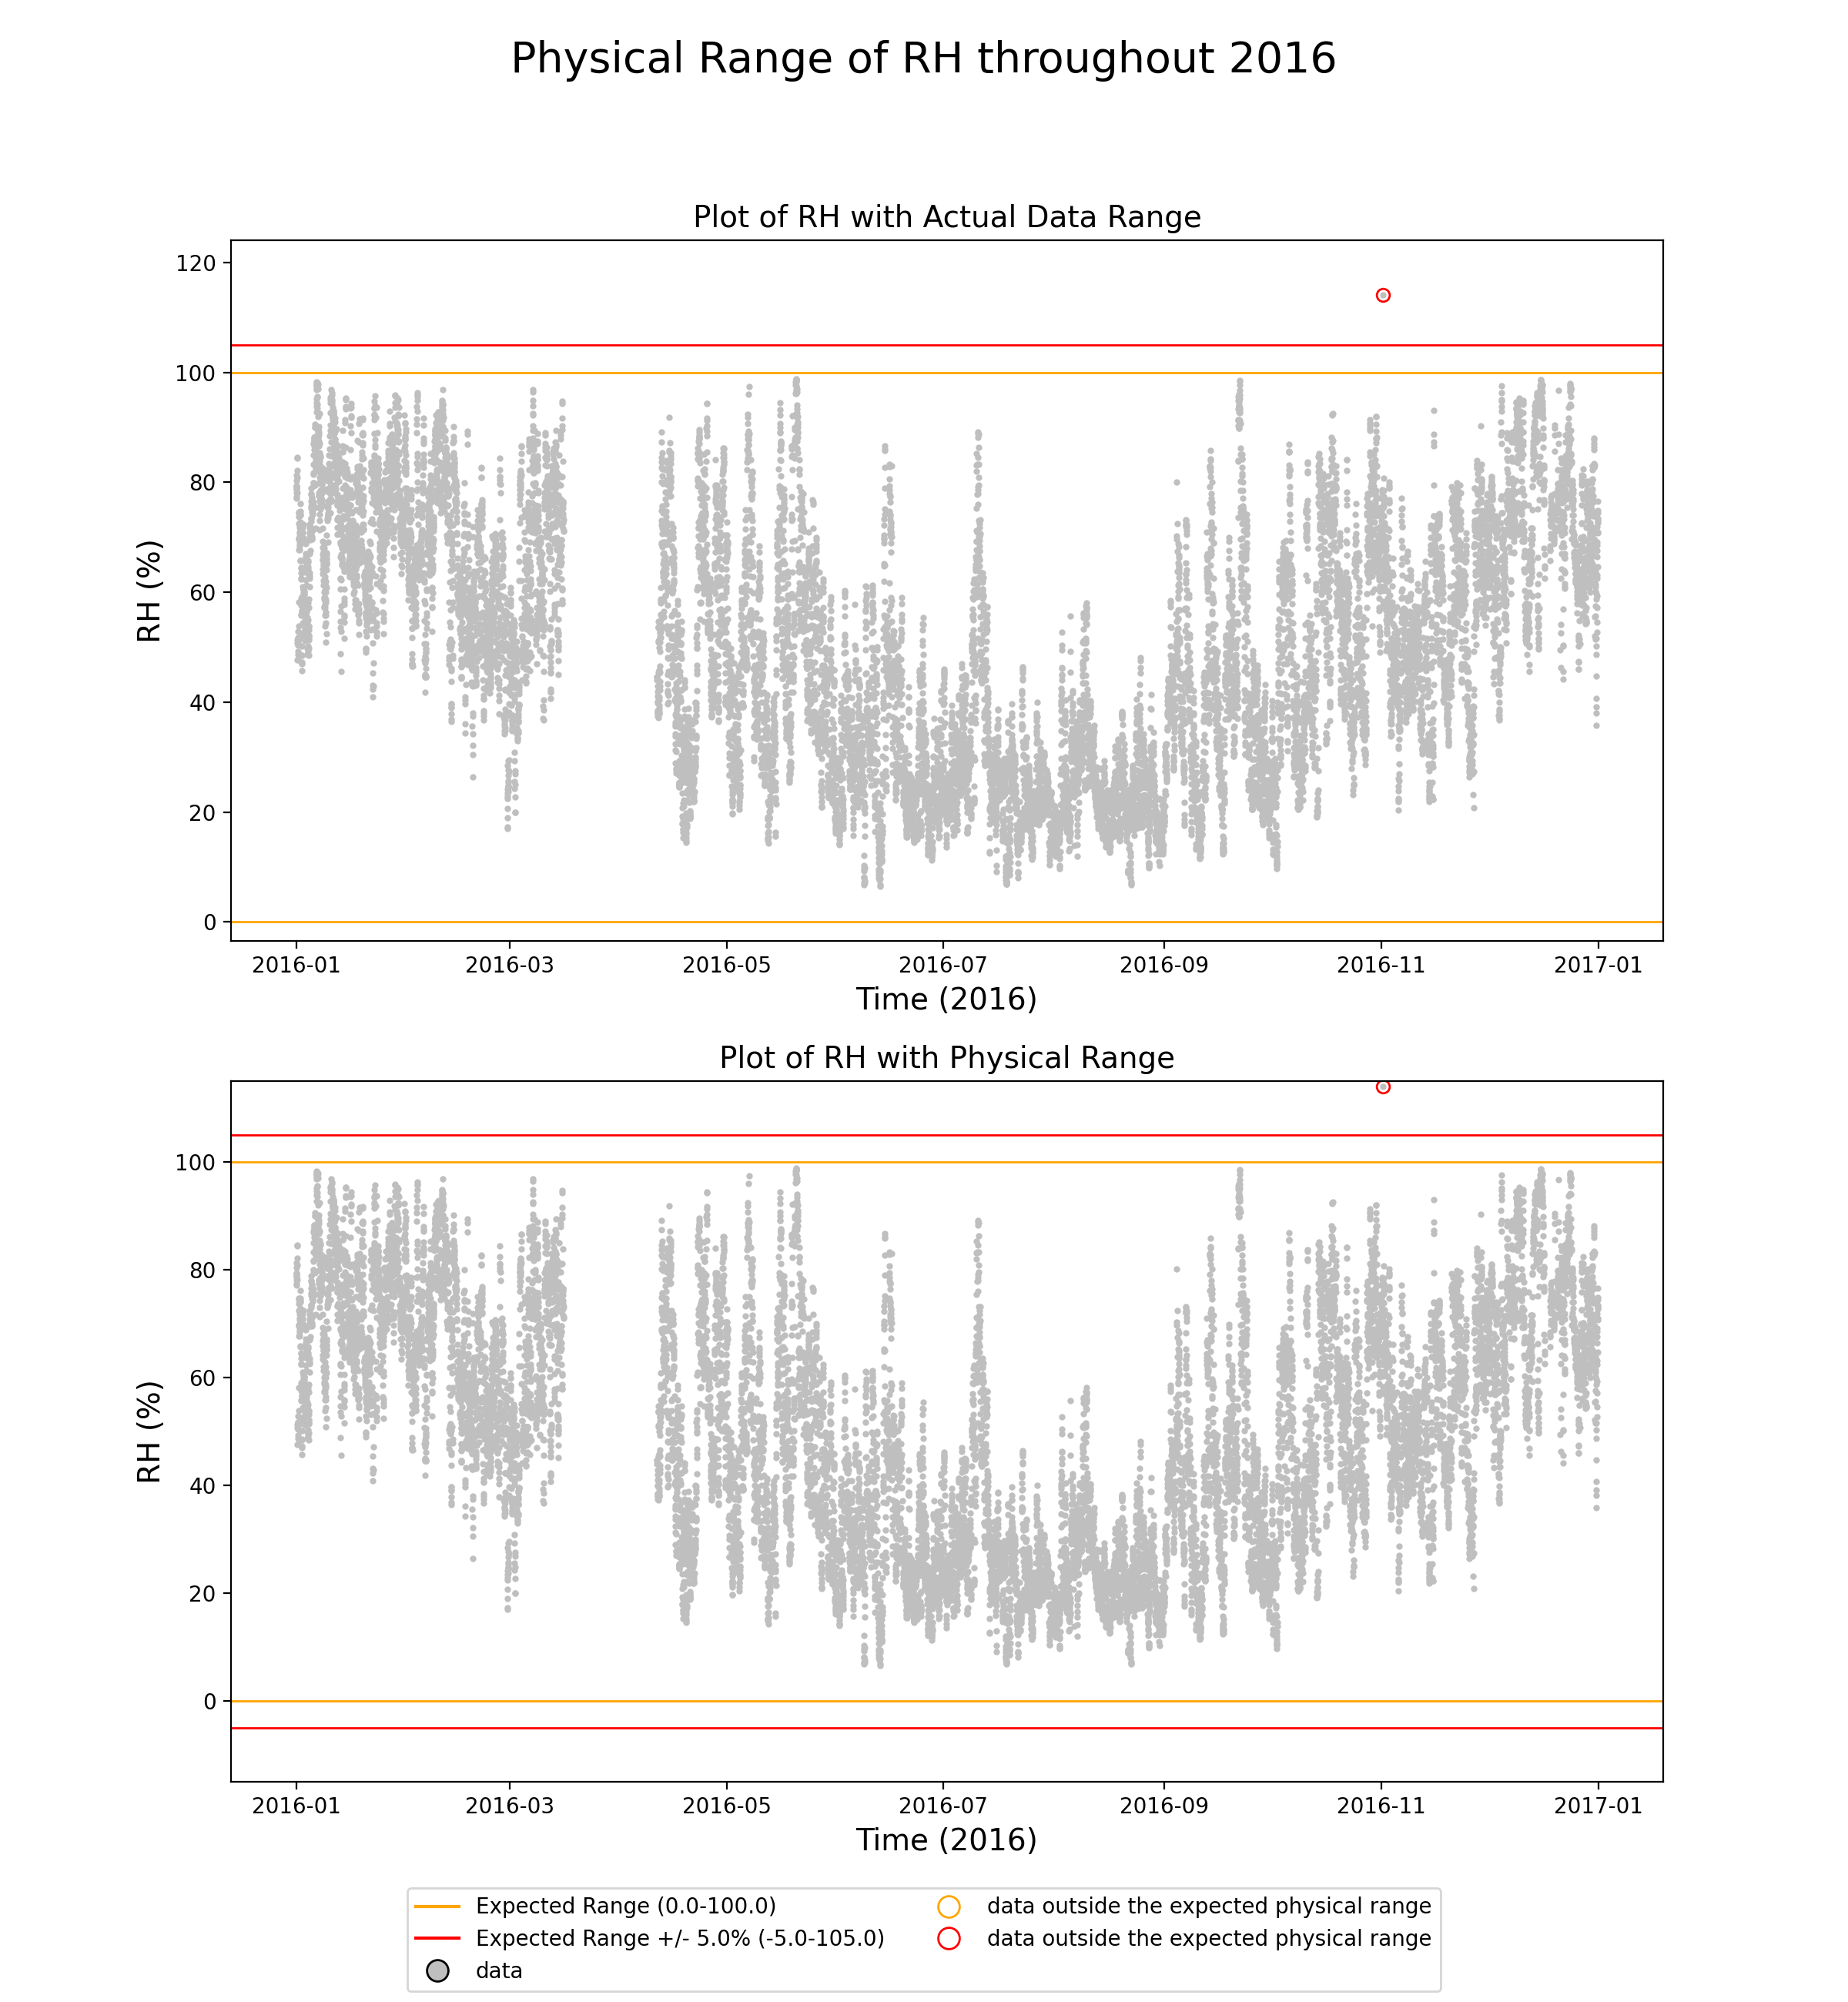 Physical Range of RH throughout 2016
Plot of RH with Actual Data Range
120
100
80
60
40
20
0
RH (%)
2016-01 2016-03 2016-05 2016-07 2016-09 2016-11 2017-01
Time (2016)
Plot of RH with Physical Range
100
80
60
40
20
0
RH (%)
2016-01 2016-03 2016-05 2016-07 2016-09 2016-11 2017-01
Time (2016)
Expected Range (0.0-100.0)
Expected Range +/- 5.0% (-5.0-105.0)
data
data outside the expected physical range
data outside the expected physical range